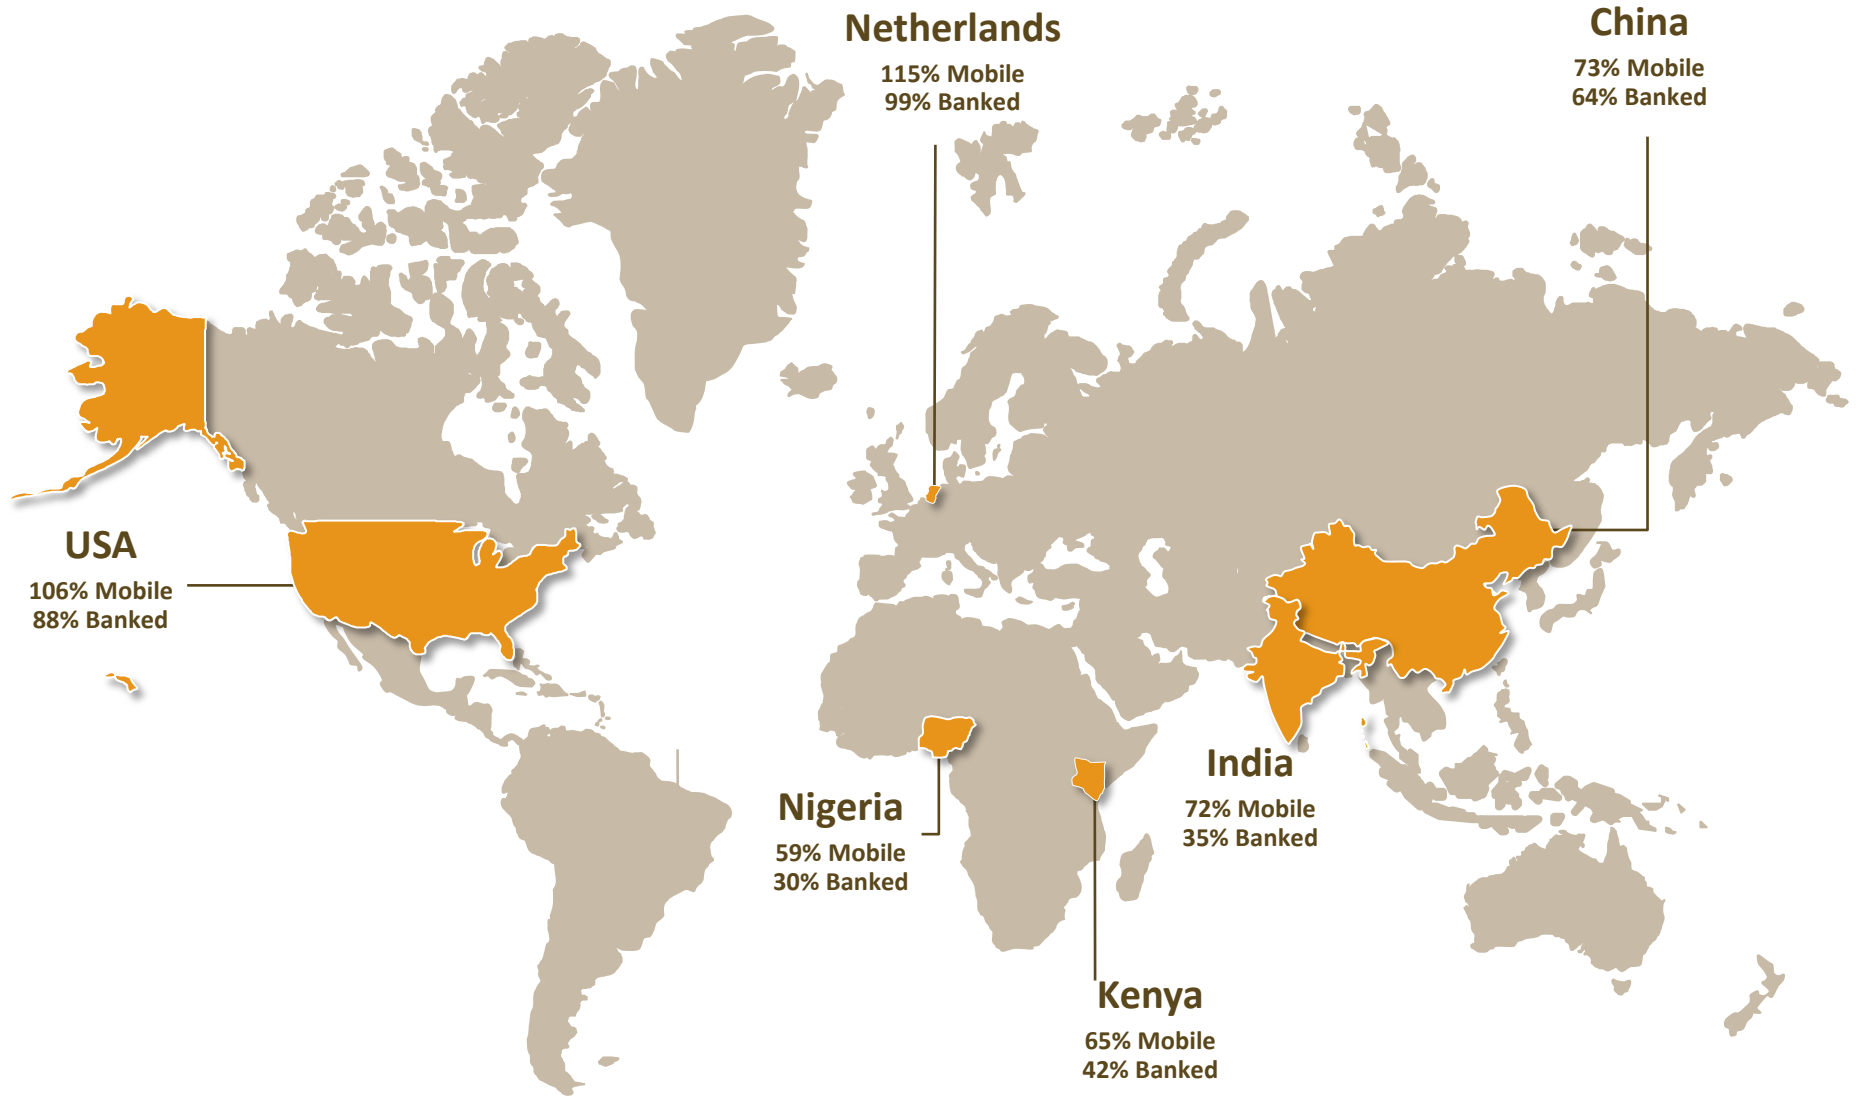 Netherlands
115% Mobile
99% Banked
China
73% Mobile
64% Banked
USA
106% Mobile
88% Banked
India
72% Mobile
35% Banked
Nigeria
59% Mobile
30% Banked
Kenya
65% Mobile
42% Banked